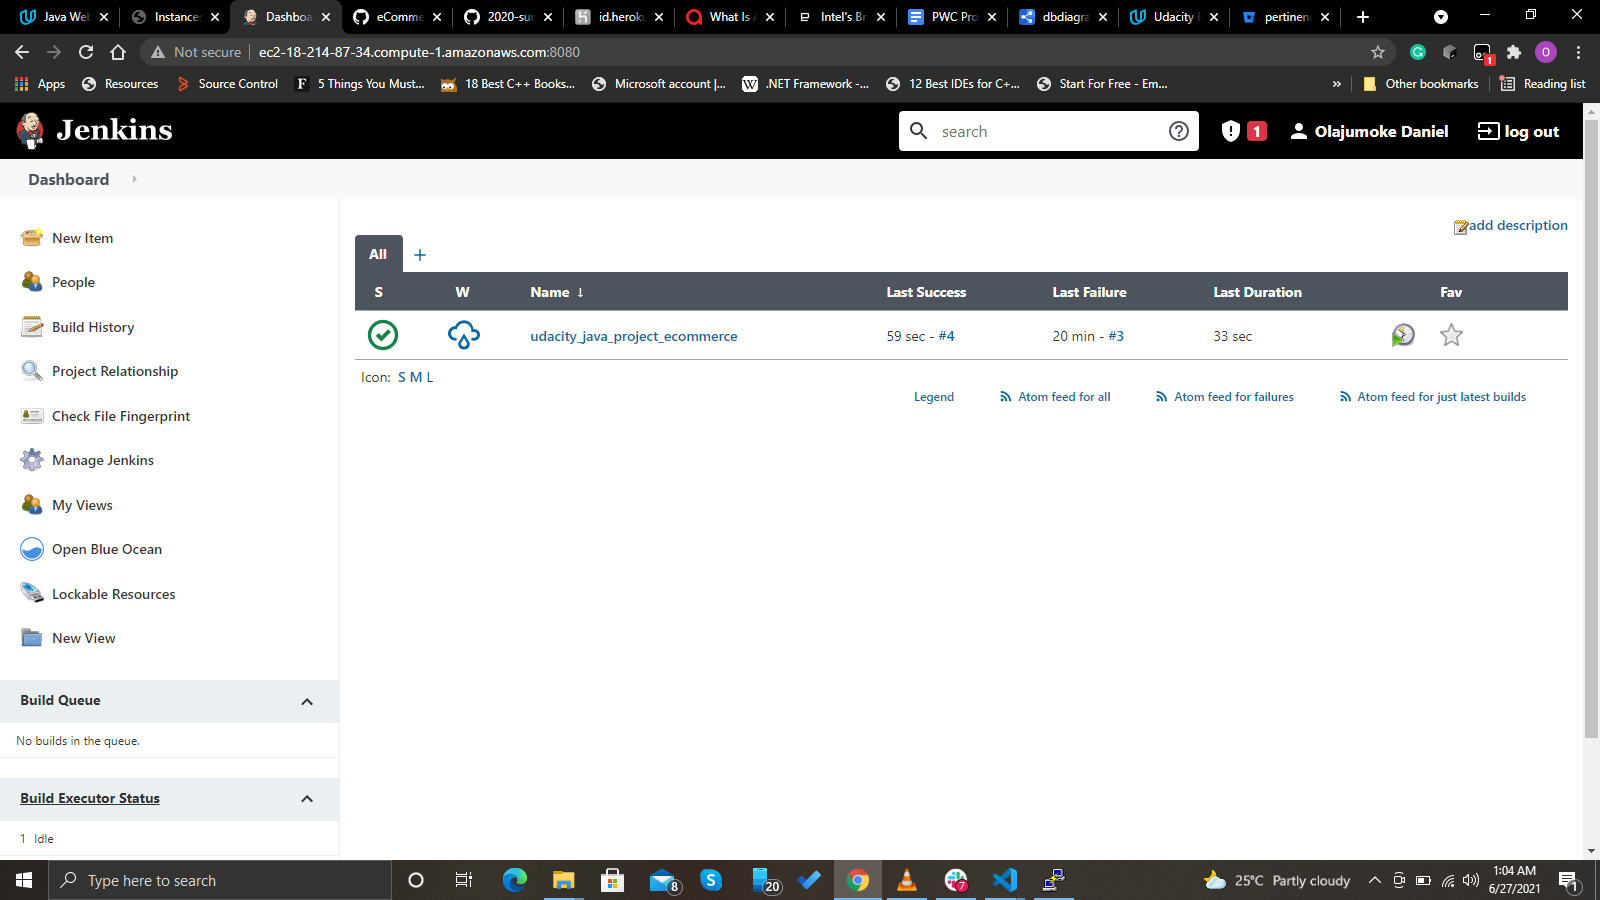 Java Web
Instances
Dashboa
eComme
2020-sur
id.heroku
What Is A
Intel's Br
PWC Pro
dbdiagra
Udacity R
pertinenc
Not secure
ec2-18-214-87-34.compute-1.amazonaws.com:8080
O
1
Apps
Resources
Source Control
5 Things You Must...
18 Best C++ Books...
Microsoft account |...
.NET Framework -...
12 Best IDEs for C+...
Start For Free - Em...
»
Other bookmarks
Reading list
Jenkins
search
1
Olajumoke Daniel
log out
Dashboard
New Item
People
Build History
Project Relationship
Check File Fingerprint
Manage Jenkins
My Views
Open Blue Ocean
Lockable Resources
New View
Build Queue
No builds in the queue.
Build Executor Status
1 Idle
add description
All
+
S W Name ↓ Last Success Last Failure Last Duration Fav
udacity_java_project_ecommerce 59 sec - #4 20 min - #3 33 sec
Icon: S M L
Legend Atom feed for all Atom feed for failures Atom feed for just latest builds
Type here to search
8
20
7
25°C Partly cloudy
1:04 AM
6/27/2021
1